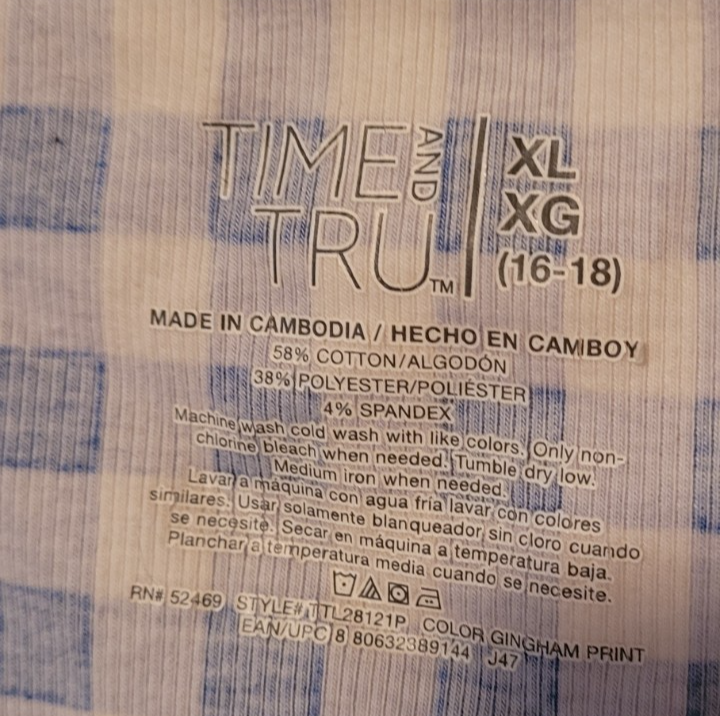 TIME AND TRU™
XL
XG
(16-18)
MADE IN CAMBODIA / HECHO EN CAMBOY
58% COTTON/ALGODÓN
38% POLYESTER/POLIÉSTER
4% SPANDEX
Machine wash cold wash with like colors. Only non-
chlorine bleach when needed. Tumble dry low.
Medium iron when needed.
Lavar a máquina con agua fría lavar con colores
similares. Usar solamente blanqueador sin cloro cuando
se necesite. Secar en máquina a temperatura baja.
Planchar a temperatura media cuando se necesite.
RN# 52469 STYLE# TTL28121P COLOR GINGHAM PRINT
EAN/UPC 8 80632389144 J47